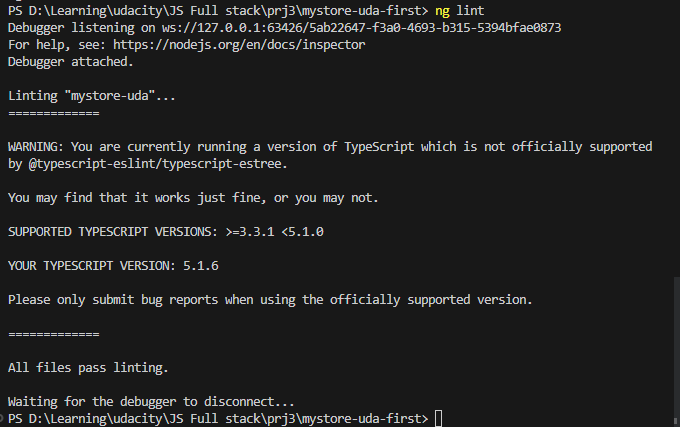 PS D:\Learning\udacity\JS Full stack\prj3\mystore-uda-first> ng lint
Debugger listening on ws://127.0.0.1:63426/5ab22647-f3a0-4693-b315-5394bfae0873
For help, see: https://nodejs.org/en/docs/inspector
Debugger attached.
Linting "mystore-uda"...
=============
WARNING: You are currently running a version of TypeScript which is not officially supported
by @typescript-eslint/typescript-estree.
You may find that it works just fine, or you may not.
SUPPORTED TYPESCRIPT VERSIONS: >=3.3.1 <5.1.0
YOUR TYPESCRIPT VERSION: 5.1.6
Please only submit bug reports when using the officially supported version.
=============
All files pass linting.
Waiting for the debugger to disconnect...
PS D:\Learning\udacity\JS Full stack\prj3\mystore-uda-first>